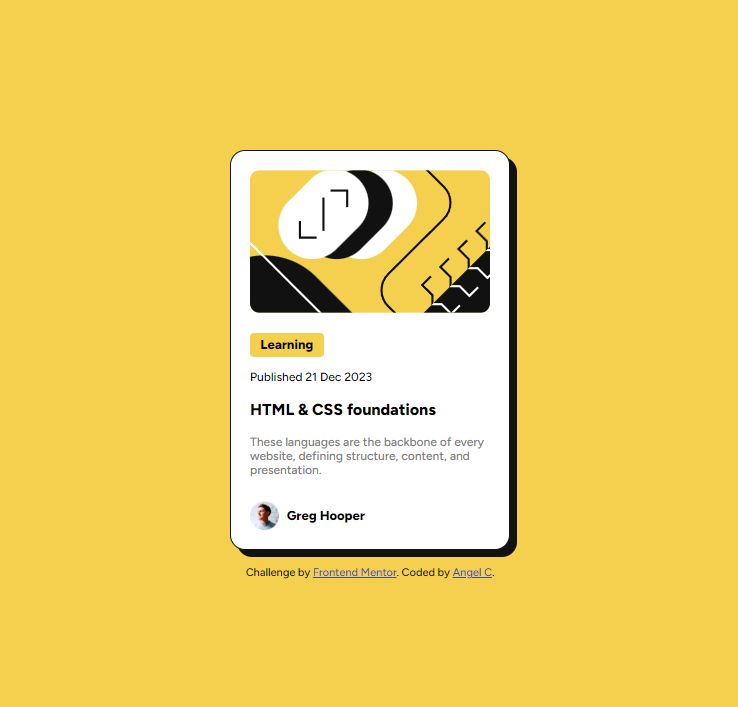 Learning
Published 21 Dec 2023
HTML & CSS foundations
These languages are the backbone of every
website, defining structure, content, and
presentation.
Greg Hooper
Challenge by Frontend Mentor. Coded by Angel C.